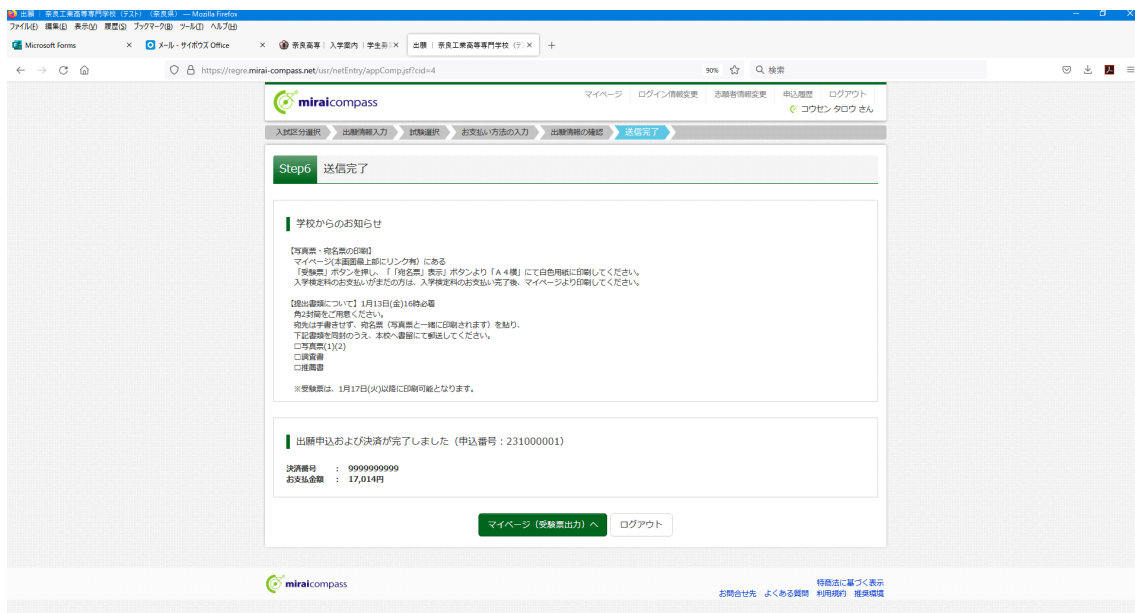 出願 | 奈良工業高等専門学校（テスト）（奈良県） — Mozilla Firefox
ファイル(F) 編集(E) 表示(V) 履歴(S) ブックマーク(B) ツール(T) ヘルプ(H)
Microsoft Forms
メール - サイボウズ Office
奈良高専 | 入学案内 | 学生募
出願 | 奈良工業高等専門学校（テ
https://regre.mirai-compass.net/usr/netEntry/appComp.jsf?cid=4
90%
検索
miraicompass
マイページ ログイン情報変更 志願者情報変更 申込履歴 ログアウト
コウセン タロウ さん
入試区分選択 出願情報入力 試験選択 お支払い方法の入力 出願情報の確認 送信完了
Step6 送信完了
学校からのお知らせ
【写真票・宛名票の印刷】
マイページ(本画面最上部にリンク有）にある
「受験票」ボタンを押し、「「宛名票」表示」ボタンより「Ａ４横」にて白色用紙に印刷してください。
入学検定料のお支払いがまだの方は、入学検定料のお支払い完了後、マイページより印刷してください。
【提出書類について】1月13日(金)16時必着
角2封筒をご用意ください。
宛先は手書きせず、宛名票（写真票と一緒に印刷されます）を貼り、
下記書類を同封のうえ、本校へ書留にて郵送してください。
□写真票(1)(2)
□調査書
□推薦書
※受験票は、1月17日(火)以降に印刷可能となります。
出願申込および決済が完了しました（申込番号：231000001）
決済番号 ： 9999999999
お支払金額 ： 17,014円
マイページ（受験票出力）へ
ログアウト
miraicompass
特商法に基づく表示
お問合せ先 よくある質問 利用規約 推奨環境